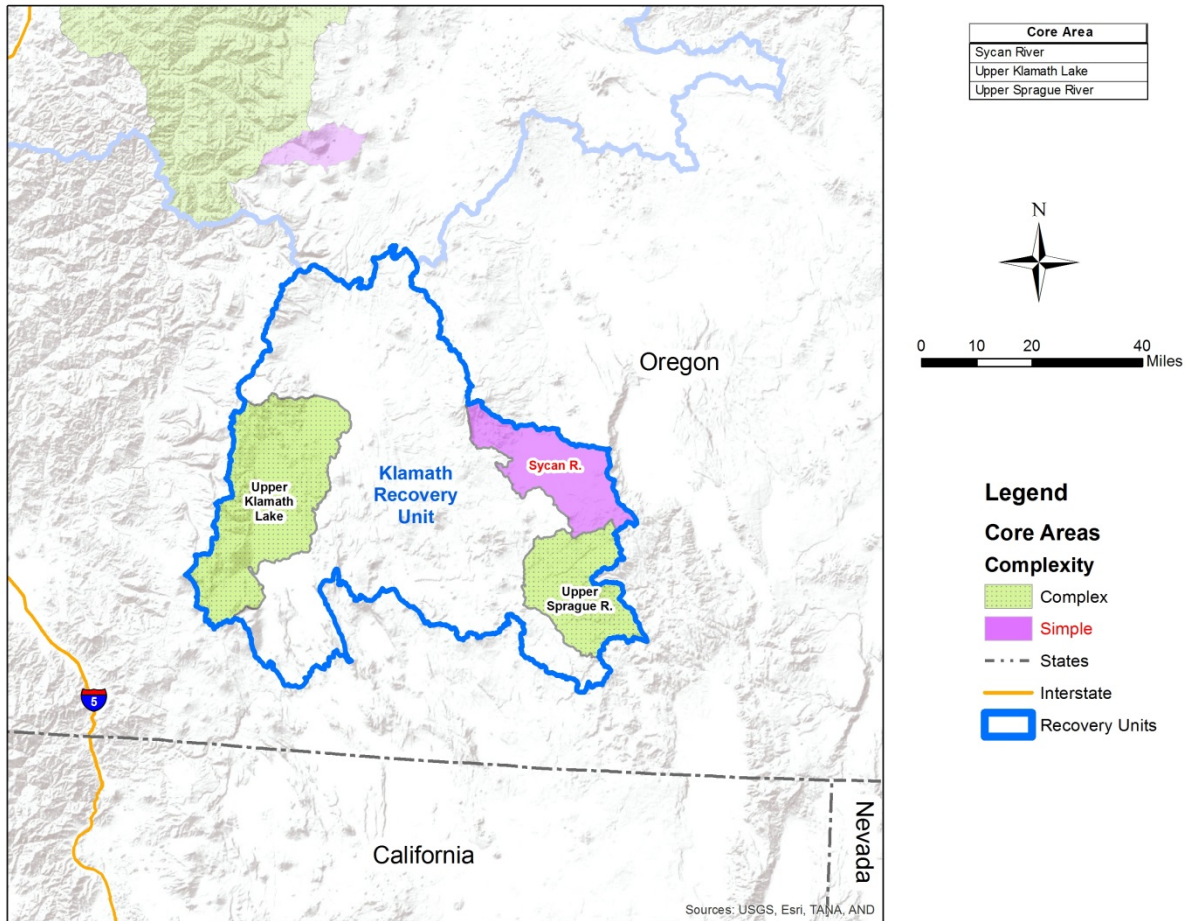 Core Area
Sycan River
Upper Klamath Lake
Upper Sprague River
N
0 10 20 40
Miles
Oregon
Sycan R.
Klamath
Recovery
Unit
Upper
Klamath
Lake
Upper
Sprague R.
5
California
Nevada
Sources: USGS, Esri, TANA, AND
Legend
Core Areas
Complexity
Complex
Simple
States
Interstate
Recovery Units